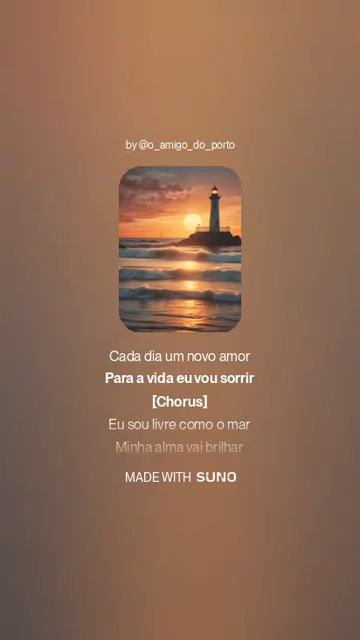 by @o_amigo_do_porto
Cada dia um novo amor
Para a vida eu vou sorrir
[Chorus]
Eu sou livre como o mar
Minha alma vai brilhar
MADE WITH SUNO